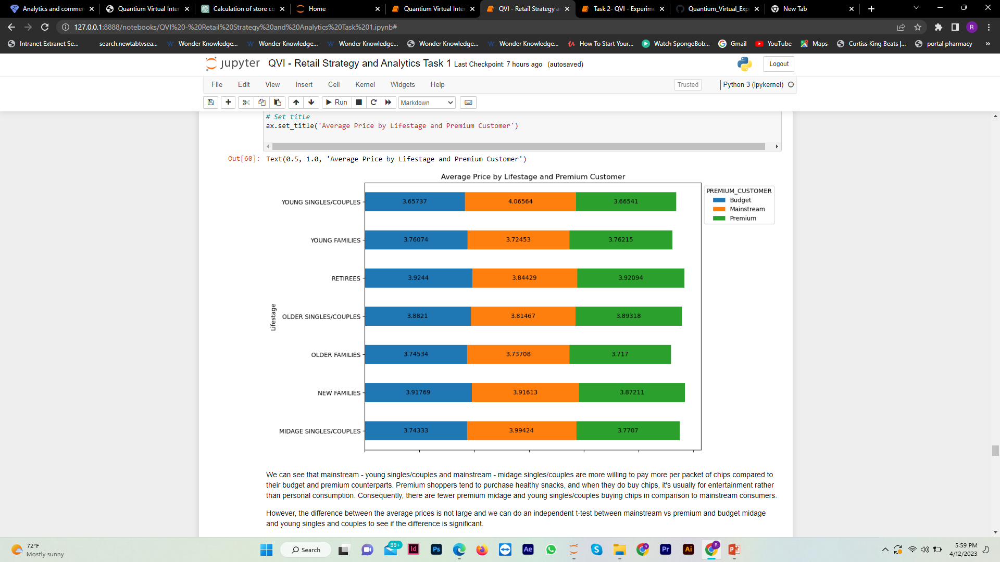 Analytics and commer
Quantium Virtual Inter
Calculation of store co
Home
Quantium Virtual Inter
QVI - Retail Strategy a
Task 2- QVI - Experime
Quantium_Virtual_Exp
New Tab
127.0.0.1:8888/notebooks/QVI%20-%20Retail%20Strategy%20and%20Analytics%20Task%201.ipynb#
R
Intranet Extranet Se...
search.newtabtvsea...
Wonder Knowledge...
Wonder Knowledge...
Wonder Knowledge...
Wonder Knowledge...
Wonder Knowledge...
How To Start Your...
Watch SpongeBob...
Gmail
YouTube
Maps
Curtiss King Beats |...
portal pharmacy
»
jupyter QVI - Retail Strategy and Analytics Task 1 Last Checkpoint: 7 hours ago (autosaved)
Logout
File Edit View Insert Cell Kernel Widgets Help
Trusted
Python 3 (ipykernel)
Run
Markdown
# Set title
ax.set_title('Average Price by Lifestage and Premium Customer')
Out[60]: Text(0.5, 1.0, 'Average Price by Lifestage and Premium Customer')
Average Price by Lifestage and Premium Customer
PREMIUM_CUSTOMER
Budget
Mainstream
Premium
Lifestage
YOUNG SINGLES/COUPLES 3.65737 4.06564 3.66541
YOUNG FAMILIES 3.76074 3.72453 3.76215
RETIREES 3.9244 3.84429 3.92094
OLDER SINGLES/COUPLES 3.8821 3.81467 3.89318
OLDER FAMILIES 3.74534 3.73708 3.717
NEW FAMILIES 3.91769 3.91613 3.87211
MIDAGE SINGLES/COUPLES 3.74333 3.99424 3.7707
We can see that mainstream - young singles/couples and mainstream - midage singles/couples are more willing to pay more per packet of chips compared to
their budget and premium counterparts. Premium shoppers tend to purchase healthy snacks, and when they do buy chips, it's usually for entertainment rather
than personal consumption. Consequently, there are fewer premium midage and young singles/couples buying chips in comparison to mainstream consumers.
However, the difference between the average prices is not large and we can do an independent t-test between mainstream vs premium and budget midage
and young singles and couples to see if the difference is significant.
72°F
Mostly sunny
Search
99+
Id
Ps
Ae
Pr
Ai
5:59 PM
4/12/2023